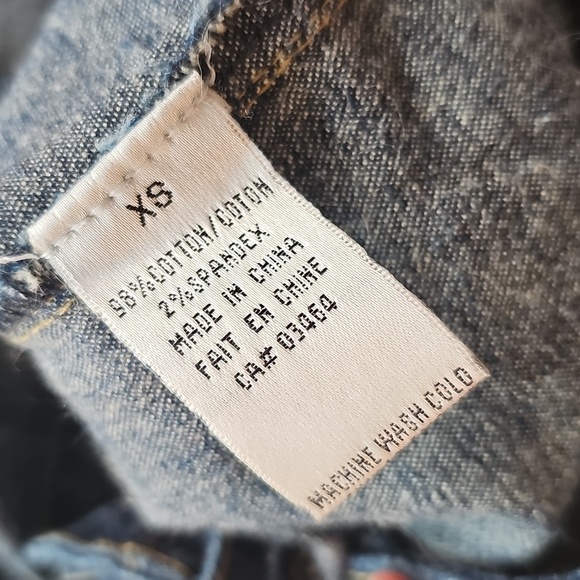 XS
98%COTTON/COTON
2%SPANDEX
MADE IN CHINA
FAIT EN CHINE
CA# 03464
MACHINE WASH COLD